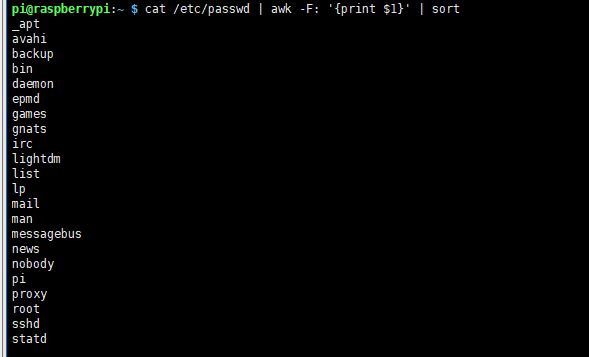 pi@raspberrypi:~ $ cat /etc/passwd | awk -F: '{print $1}' | sort
_apt
avahi
backup
bin
daemon
epmd
games
gnats
irc
lightdm
list
lp
mail
man
messagebus
news
nobody
pi
proxy
root
sshd
statd